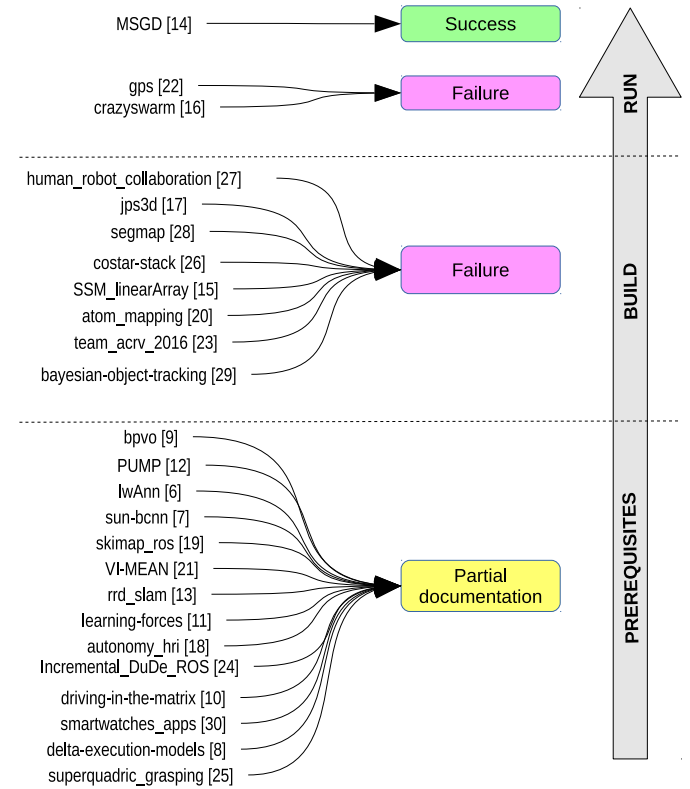 MSGD [14]
Success
gps [22]
crazyswarm [16]
Failure
RUN
human_robot_collaboration [27]
jps3d [17]
segmap [28]
costar-stack [26]
SSM_linearArray [15]
atom_mapping [20]
team_acrv_2016 [23]
bayesian-object-tracking [29]
Failure
BUILD
bpvo [9]
PUMP [12]
lwAnn [6]
sun-bcnn [7]
skimap_ros [19]
VI-MEAN [21]
rrd_slam [13]
learning-forces [11]
autonomy_hri [18]
Incremental_DuDe_ROS [24]
driving-in-the-matrix [10]
smartwatches_apps [30]
delta-execution-models [8]
superquadric_grasping [25]
Partial
documentation
PREREQUISITES